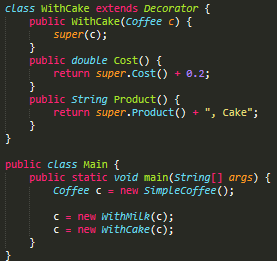 class WithCake extends Decorator {
    public WithCake(Coffee c) {
        super(c);
    }
    public double Cost() {
        return super.Cost() + 0.2;
    }
    public String Product() {
        return super.Product() + ", Cake";
    }
}

public class Main {
    public static void main(String[] args) {
        Coffee c = new SimpleCoffee();

        c = new WithMilk(c);
        c = new WithCake(c);
    }
}